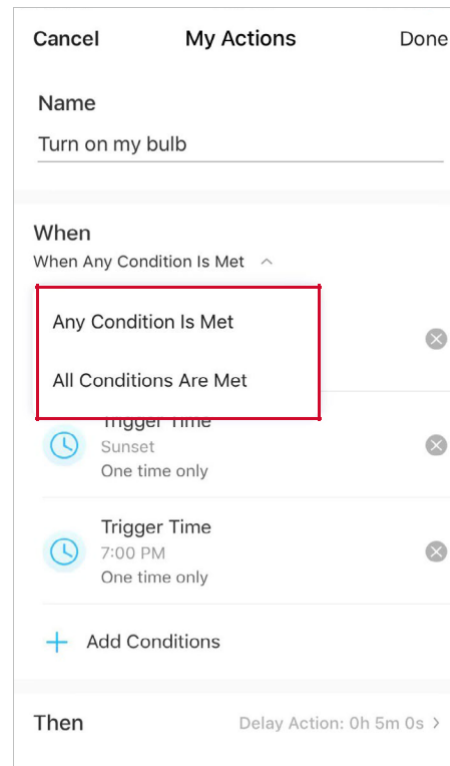 Cancel My Actions Done
Name
Turn on my bulb
When
When Any Condition Is Met
Any Condition Is Met
All Conditions Are Met
Trigger Time
Sunset
One time only
Trigger Time
7:00 PM
One time only
+ Add Conditions
Then Delay Action: 0h 5m 0s >